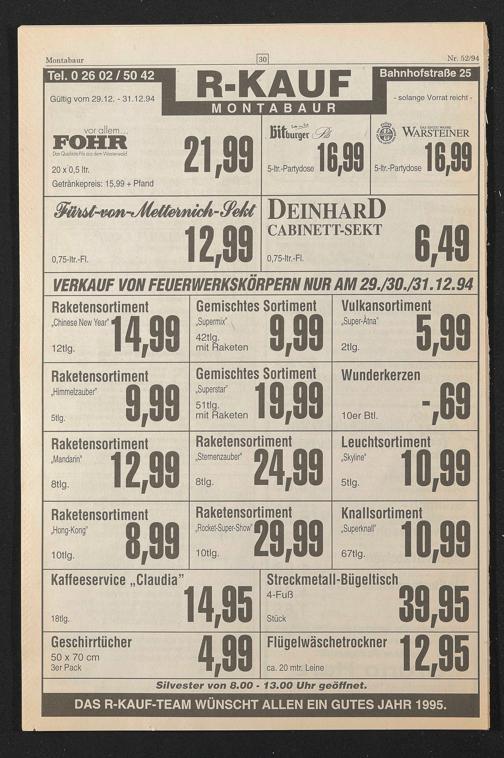 Montabaur [30] Nr. 52/94
Tel. 0 26 02 / 50 42
Gültig vom 29.12. - 31.12.94
R-KAUF
MONTABAUR
Bahnhofstraße 25
- solange Vorrat reicht -
vor allem...
FOHR
Das Qualitäts-Pils aus dem Westerwald
20 x 0,5 ltr.
Getränkepreis: 15,99 + Pfand
21,99
Bitburger Pils
5-ltr.-Partydose
16,99
WARSTEINER
5-ltr.-Partydose
16,99
Fürst-von-Metternich-Sekt
0,75-ltr.-Fl.
12,99
DEINHARD
CABINETT-SEKT
0,75-ltr.-Fl.
6,49
VERKAUF VON FEUERWERKSKÖRPERN NUR AM 29./30./31.12.94
Raketensortiment
„Chinese New Year"
12tlg.
14,99
Gemischtes Sortiment
„Supermix"
42tlg.
mit Raketen
9,99
Vulkansortiment
„Super-Ätna"
2tlg.
5,99
Raketensortiment
„Himmelzauber"
5tlg.
9,99
Gemischtes Sortiment
„Superstar"
51tlg.
mit Raketen
19,99
Wunderkerzen
10er Btl.
-,69
Raketensortiment
„Mandarin"
8tlg.
12,99
Raketensortiment
„Sternenzauber"
8tlg.
24,99
Leuchtsortiment
„Skyline"
5tlg.
10,99
Raketensortiment
„Hong-Kong"
10tlg.
8,99
Raketensortiment
„Rocket-Super-Show"
10tlg.
29,99
Knallsortiment
„Superknall"
67tlg.
10,99
Kaffeeservice „Claudia"
18tlg.
14,95
Streckmetall-Bügeltisch
4-Fuß
Stück
39,95
Geschirrtücher
50 x 70 cm
3er Pack
4,99
Flügelwäschetrockner
ca. 20 mtr. Leine
12,95
Silvester von 8.00 - 13.00 Uhr geöffnet.
DAS R-KAUF-TEAM WÜNSCHT ALLEN EIN GUTES JAHR 1995.